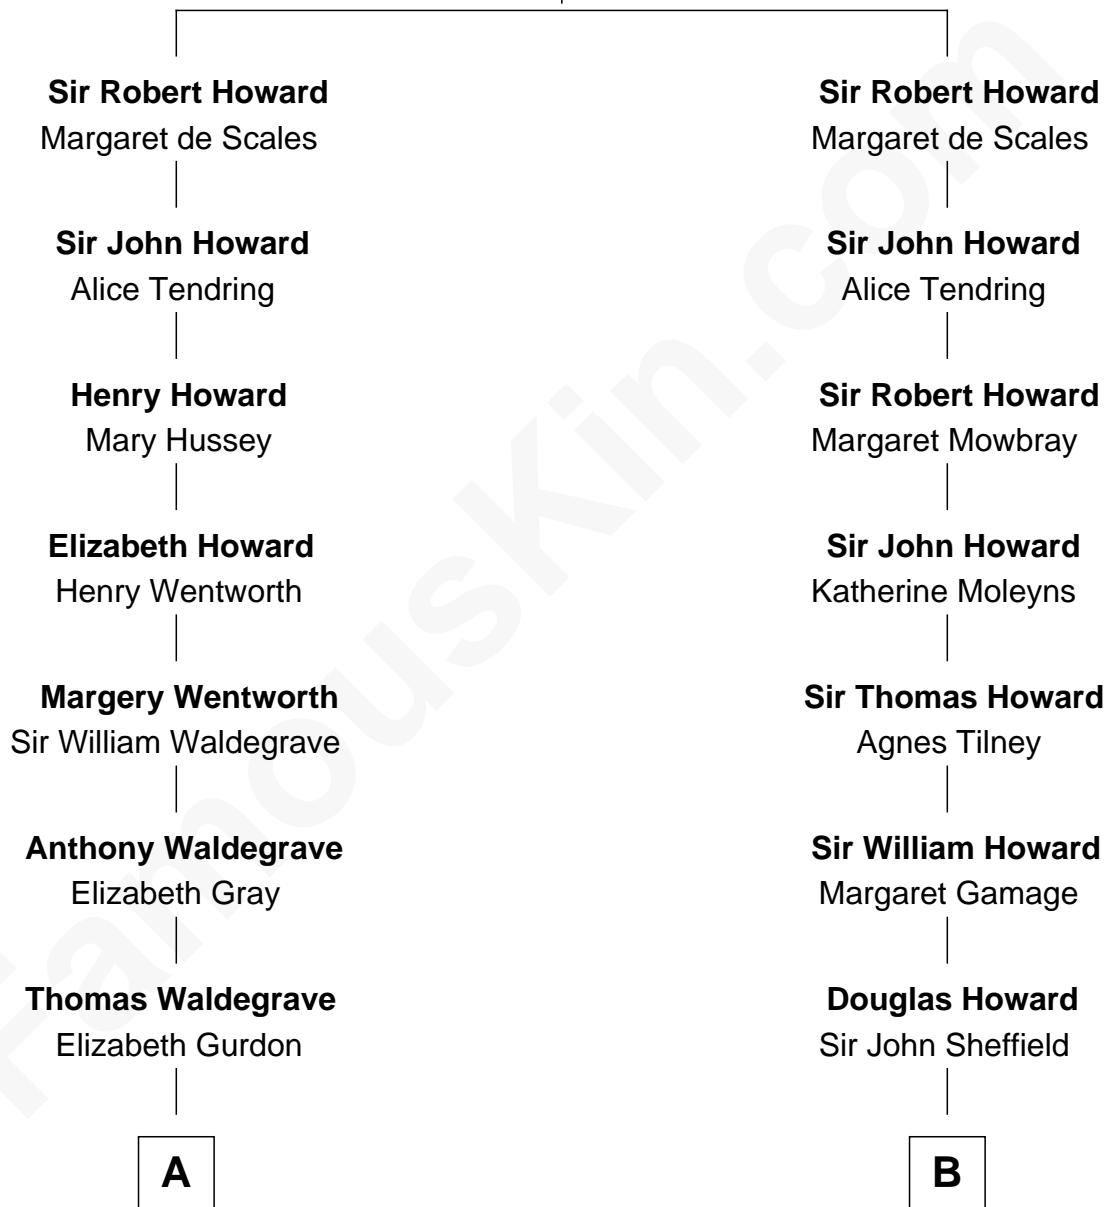 Sir Robert Howard
Margaret de Scales
Sir John Howard
Alice Tendring
Henry Howard
Mary Hussey
Elizabeth Howard
Henry Wentworth
Margery Wentworth
Sir William Waldegrave
Anthony Waldegrave
Elizabeth Gray
Thomas Waldegrave
Elizabeth Gurdon
A
Sir Robert Howard
Margaret de Scales
Sir John Howard
Alice Tendring
Sir Robert Howard
Margaret Mowbray
Sir John Howard
Katherine Moleyns
Sir Thomas Howard
Agnes Tilney
Sir William Howard
Margaret Gamage
Douglas Howard
Sir John Sheffield
B
FamousKin.com